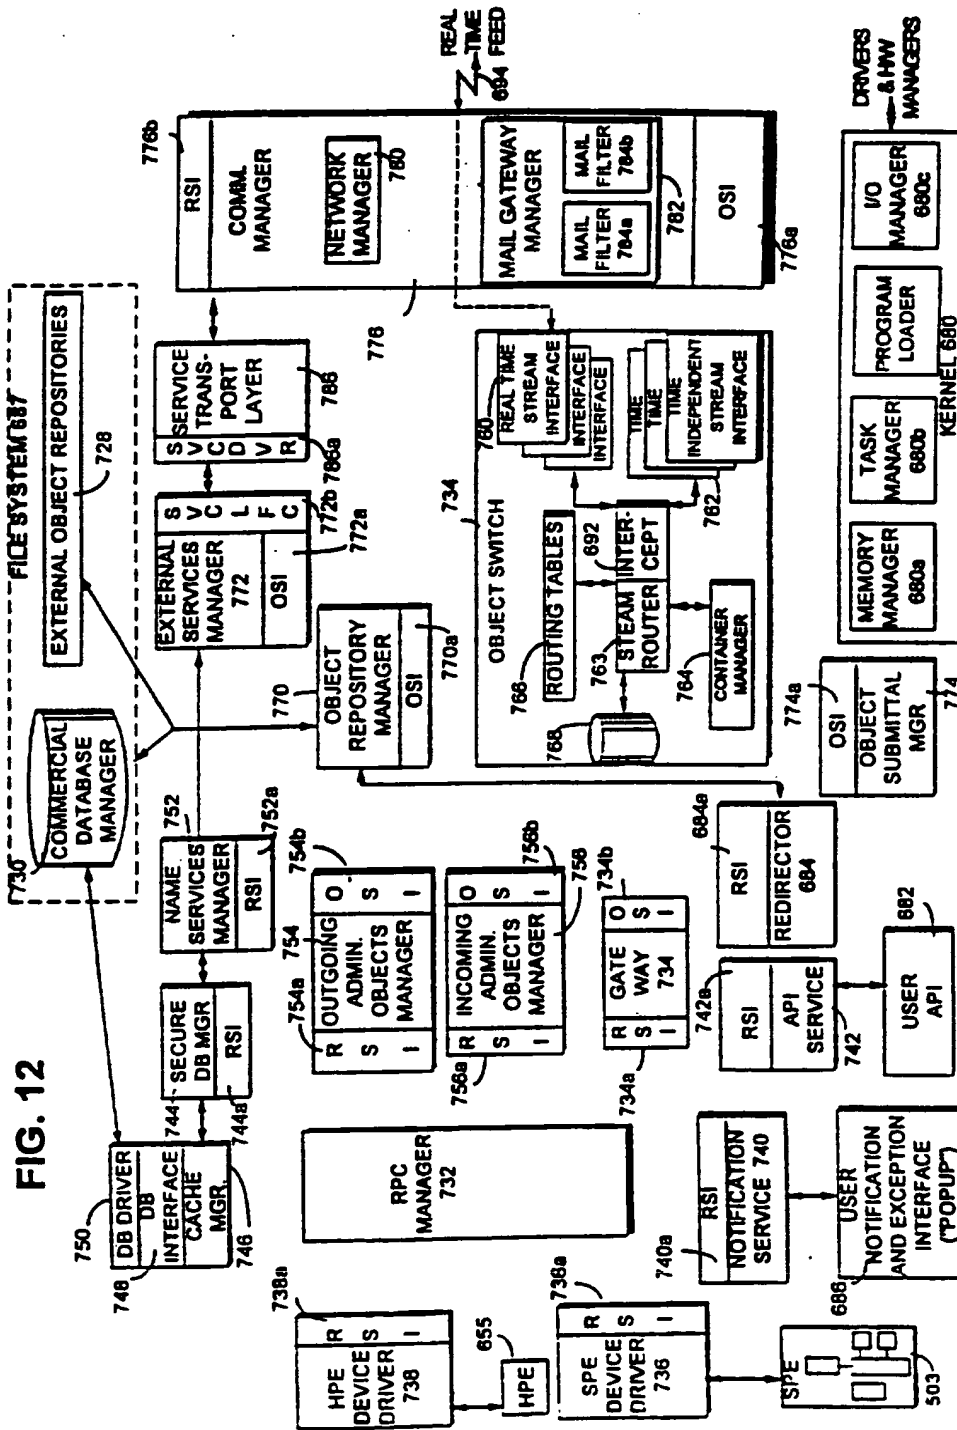 FIG. 12
FILE SYSTEM 687
730
COMMERCIAL
DATABASE
MANAGER
EXTERNAL OBJECT REPOSITORIES
728
750
DB DRIVER
DB
INTERFACE
CACHE
MGR.
748
746
744
SECURE
DB MGR
RSI
744a
NAME
SERVICES
MANAGER
RSI
752
752a
EXTERNAL
SERVICES
MANAGER
772
OSI
S
V
C
L
F
C
772b
772a
S
V
C
D
V
R
SERVICE
TRANS-
PORT
LAYER
786
786a
776b
RSI
COMM.
MANAGER
NETWORK
MANAGER
780
776
MAIL GATEWAY
MANAGER
MAIL
FILTER
784a
MAIL
FILTER
784b
782
OSI
776a
REAL
TIME
FEED
694
770
OBJECT
REPOSITORY
MANAGER
OSI
770a
754a
R
S
I
754
OUTGOING
ADMIN.
OBJECTS
MANAGER
O
S
I
754b
756a
R
S
I
INCOMING
ADMIN.
OBJECTS
MANAGER
O
S
I
756b
758
R
S
I
GATE
WAY
734
O
S
I
734b
734a
734
OBJECT SWITCH
760
REAL TIME
STREAM
INTERFACE
INTERFACE
INTERFACE
TIME
TIME
TIME
INDEPENDENT
STREAM
INTERFACE
762
766
ROUTING TABLES
692
763
STEAM
ROUTER
INTER-
CEPT
764
CONTAINER
MANAGER
768
RPC
MANAGER
732
738a
HPE
DEVICE
DRIVER
738
R
S
I
655
HPE
736a
SPE
DEVICE
DRIVER
736
R
S
I
SPE
503
740a
RSI
NOTIFICATION
SERVICE 740
686
USER
NOTIFICATION
AND EXCEPTION
INTERFACE
("POPUP")
742a
RSI
API
SERVICE
742
USER
API
682
684a
RSI
REDIRECTOR
684
774a
OSI
OBJECT
SUBMITTAL
MGR
774
MEMORY
MANAGER
680a
TASK
MANAGER
680b
PROGRAM
LOADER
I/O
MANAGER
680c
KERNEL 680
DRIVERS
& H/W
MANAGERS